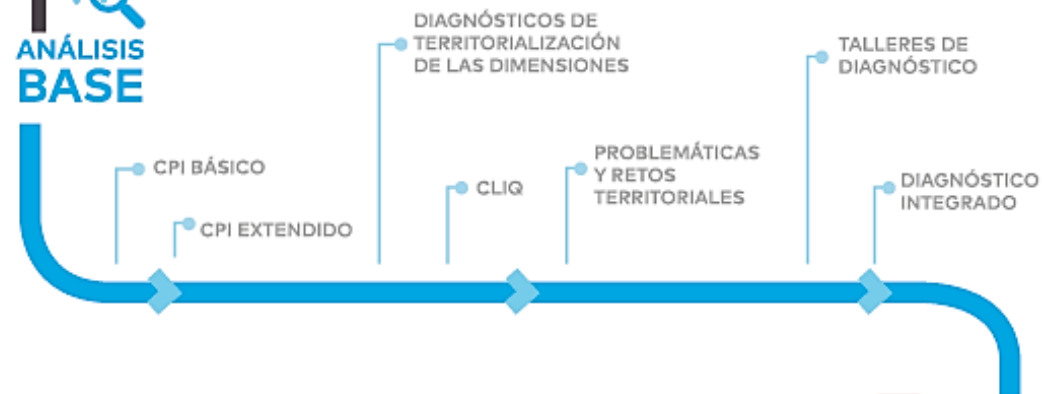 ANÁLISIS
BASE
CPI BÁSICO
CPI EXTENDIDO
DIAGNÓSTICOS DE
TERRITORIALIZACIÓN
DE LAS DIMENSIONES
CLIQ
PROBLEMÁTICAS
Y RETOS
TERRITORIALES
TALLERES DE
DIAGNÓSTICO
DIAGNÓSTICO
INTEGRADO